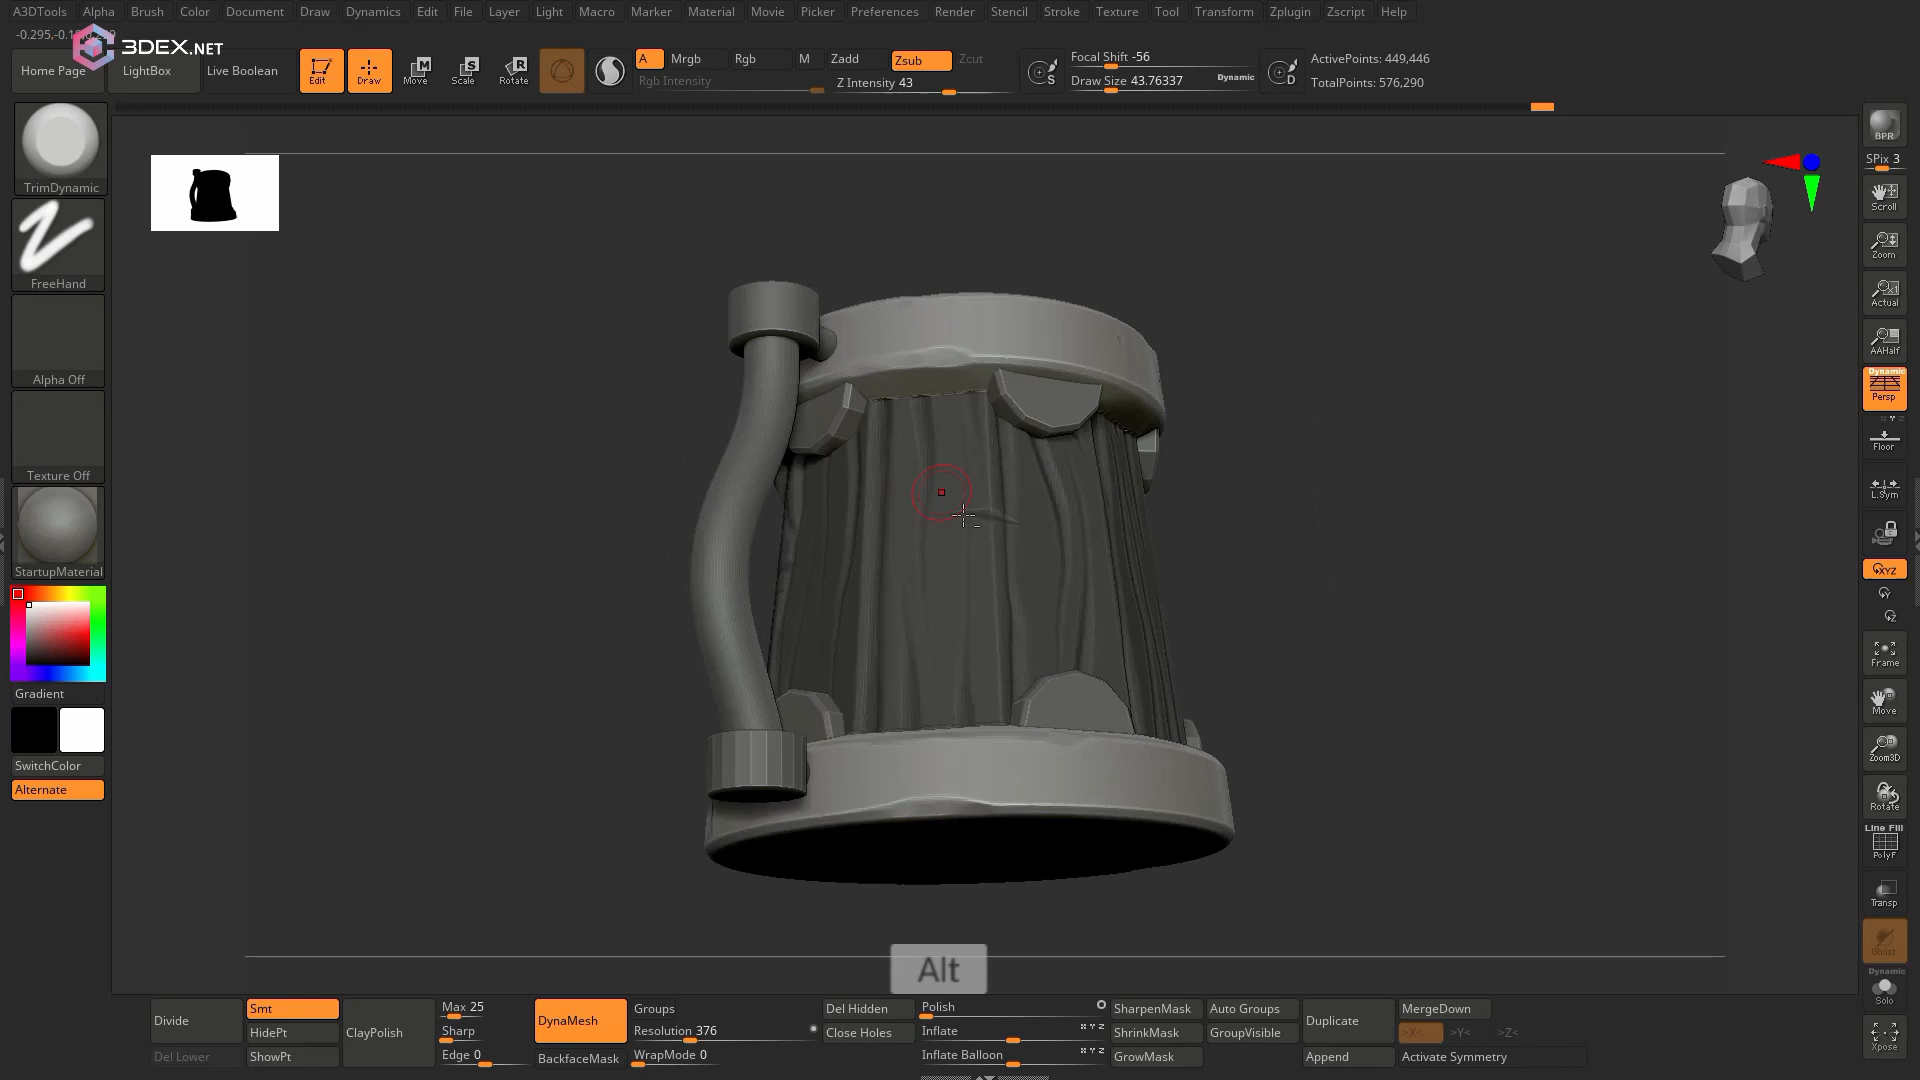 A3DTools Alpha Brush Color Document Draw Dynamics Edit File Layer Light Macro Marker Material Movie Picker Preferences Render Stencil Stroke Texture Tool Transform Zplugin Zscript Help
3DEX.NET
Home Page LightBox Live Boolean Edit Draw Move Scale Rotate
A Mrgb Rgb M Zadd Zsub Zcut
Rgb Intensity Z Intensity 43
Focal Shift -56
Draw Size 43.76337 Dynamic
ActivePoints: 449,446
TotalPoints: 576,290
TrimDynamic
FreeHand
Alpha Off
Texture Off
StartupMaterial
Gradient
SwitchColor
Alternate
BPR
SPix 3
Scroll
Zoom
Actual
AAHalf
Dynamic
Persp
Floor
L.Sym
XYZ
Frame
Move
Zoom3D
Rotate
Line Fill
PolyF
Transp
Ghost
Dynamic
Solo
Xpose
Alt
Divide Smt Max 25 DynaMesh Groups Del Hidden Polish SharpenMask Auto Groups Duplicate MergeDown
HidePt ClayPolish Sharp Resolution 376 Close Holes Inflate ShrinkMask GroupVisible >X< >Y< >Z<
Del Lower ShowPt Edge 0 BackfaceMask WrapMode 0 Inflate Balloon GrowMask Append Activate Symmetry